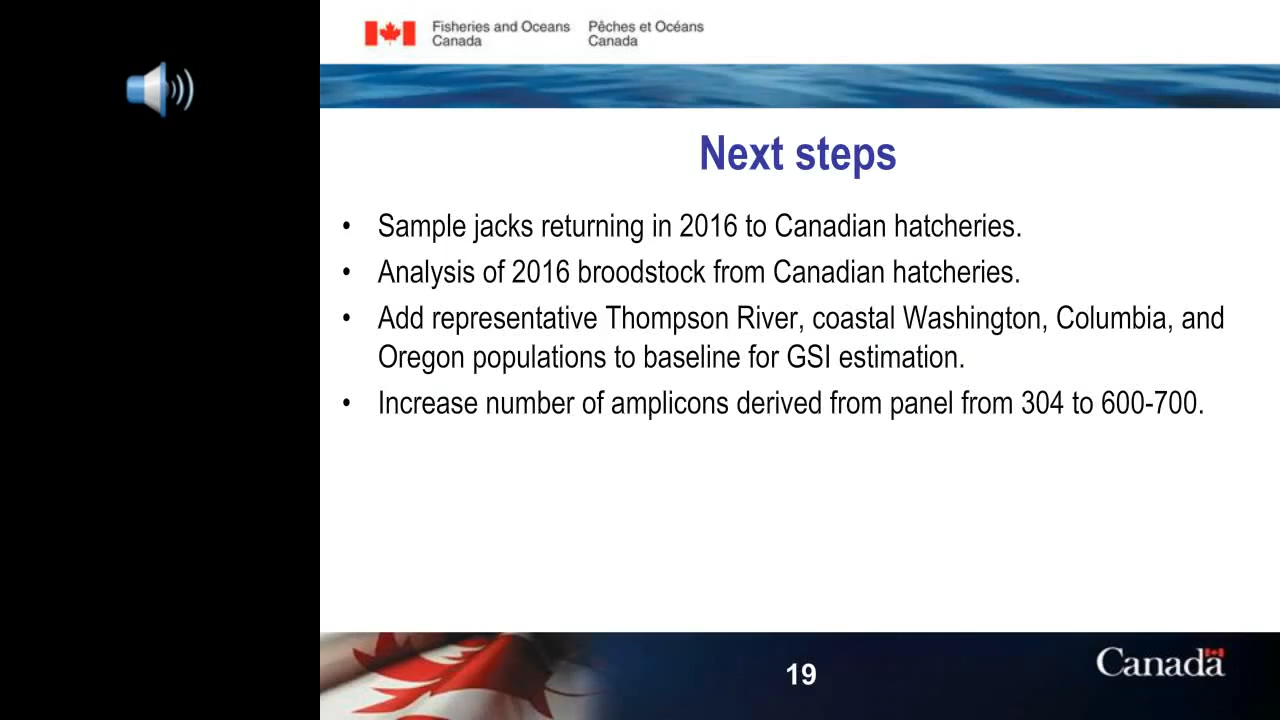 Fisheries and Oceans Canada
Pêches et Océans Canada
Next steps
• Sample jacks returning in 2016 to Canadian hatcheries.
• Analysis of 2016 broodstock from Canadian hatcheries.
• Add representative Thompson River, coastal Washington, Columbia, and
Oregon populations to baseline for GSI estimation.
• Increase number of amplicons derived from panel from 304 to 600-700.
19
Canada